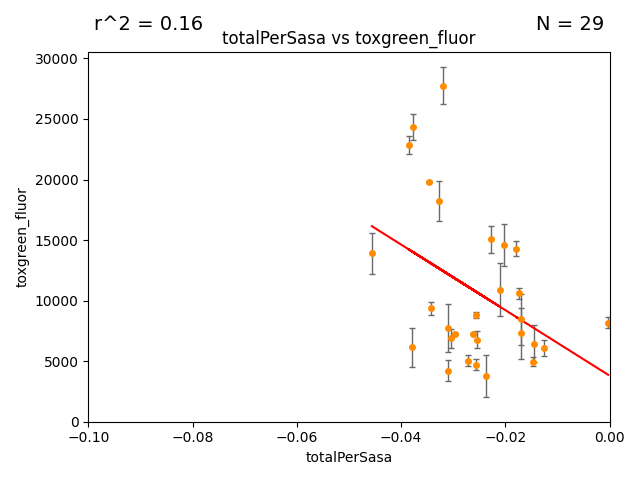 r^2 = 0.16
N = 29
totalPerSasa vs toxgreen_fluor
30000
25000
20000
15000
10000
5000
0
toxgreen_fluor
−0.10
−0.08
−0.06
−0.04
−0.02
0.00
totalPerSasa